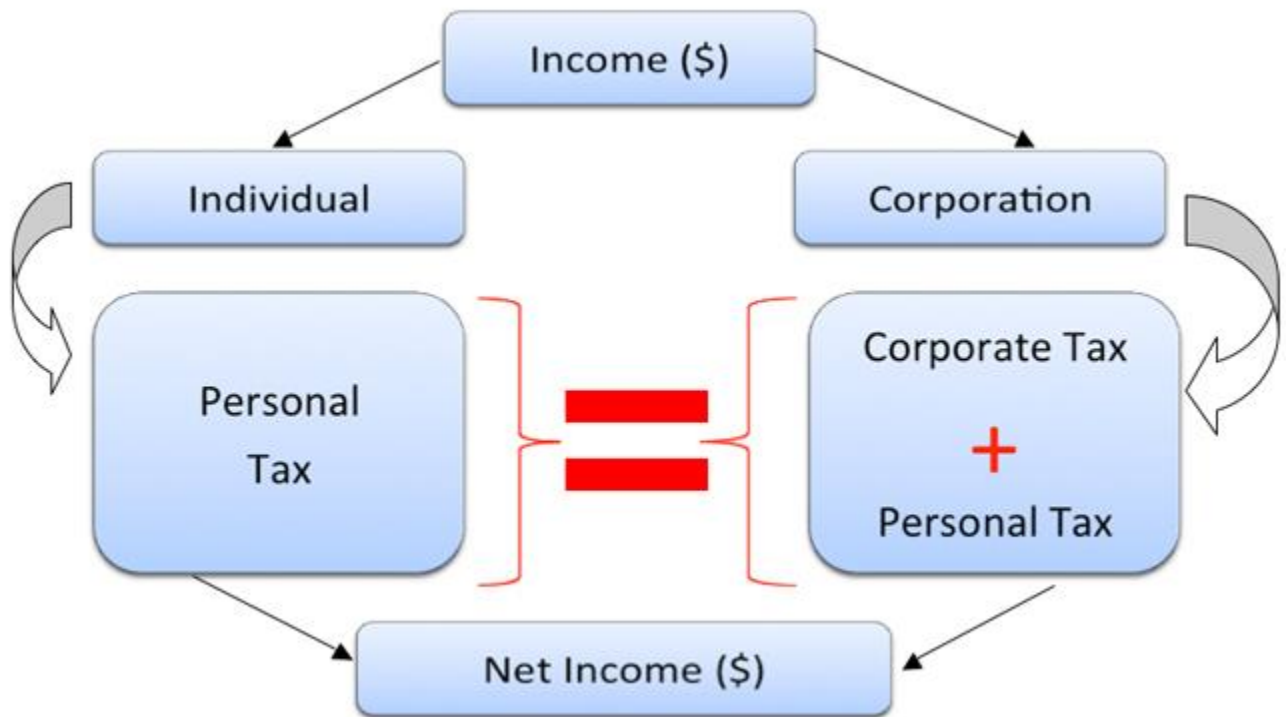 Income ($)
Individual
Corporation
Personal
Tax
=
Corporate Tax
+
Personal Tax
Net Income ($)